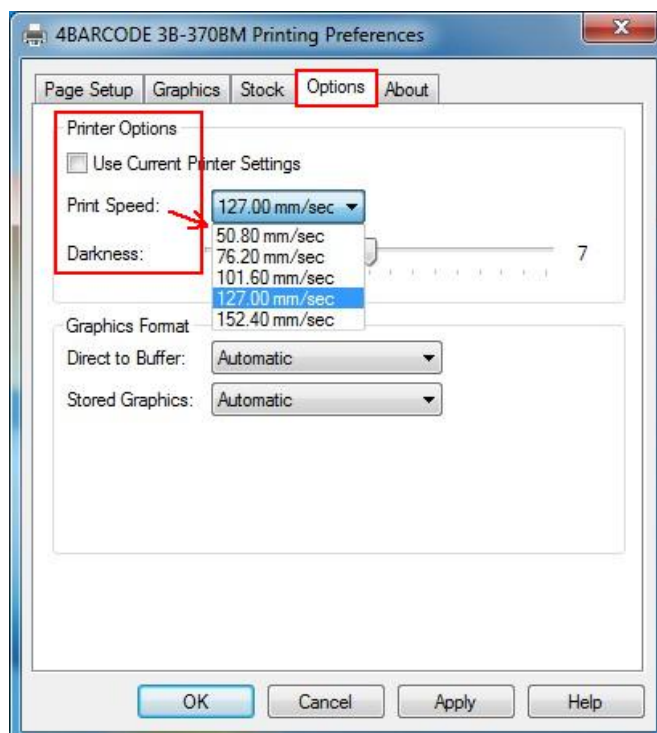 4BARCODE 3B-370BM Printing Preferences
Page Setup Graphics Stock Options About
Printer Options
Use Current Printer Settings
Print Speed: 127.00 mm/sec
50.80 mm/sec
76.20 mm/sec
101.60 mm/sec
127.00 mm/sec
152.40 mm/sec
Darkness: 7
Graphics Format
Direct to Buffer: Automatic
Stored Graphics: Automatic
OK Cancel Apply Help